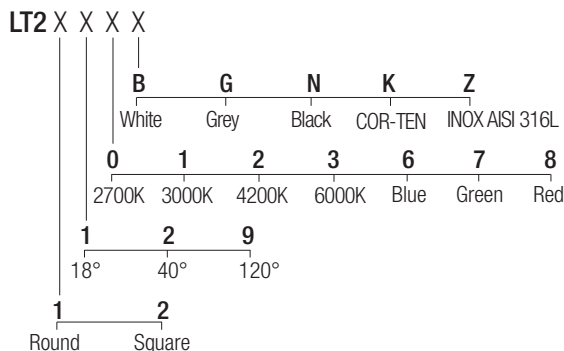 LT2 X X X X
B G N K Z
White Grey Black COR-TEN INOX AISI 316L
0 1 2 3 6 7 8
2700K 3000K 4200K 6000K Blue Green Red
1 2 9
18° 40° 120°
1 2
Round Square